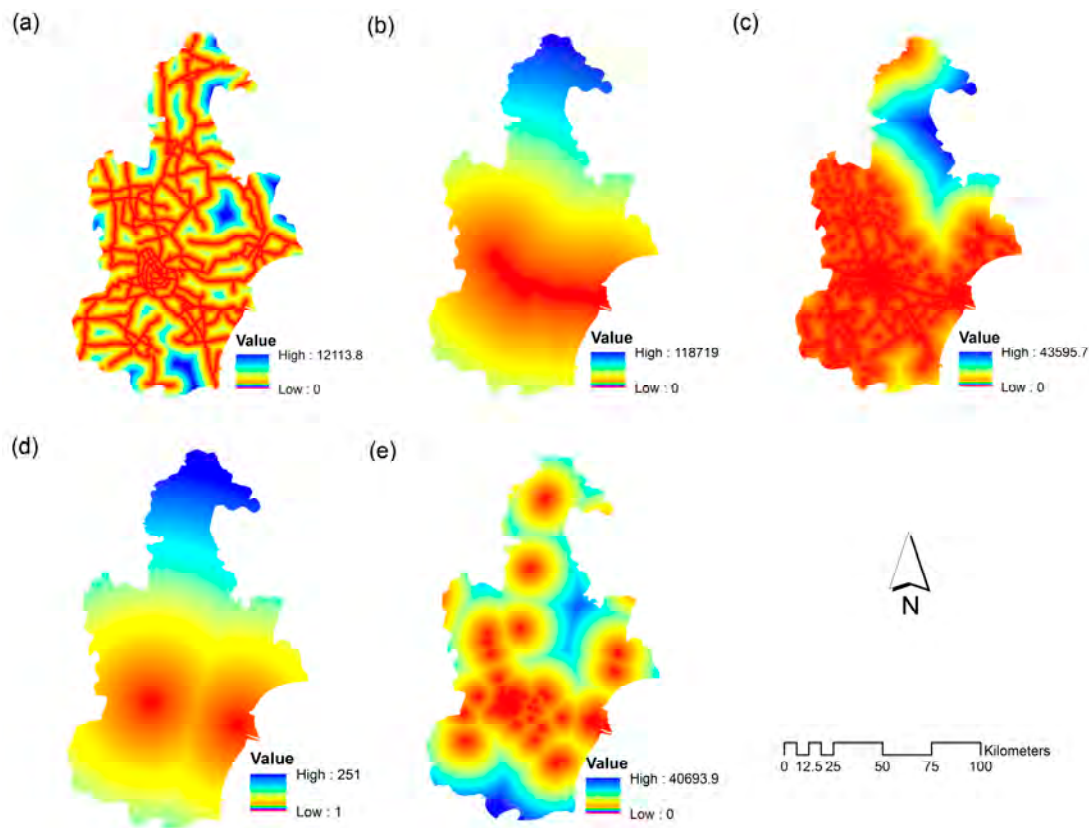 (a)
Value
High : 12113.8
Low : 0
(b)
Value
High : 118719
Low : 0
(c)
Value
High : 43595.7
Low : 0
(d)
Value
High : 251
Low : 1
(e)
Value
High : 40693.9
Low : 0
N
Kilometers
0 12.5 25 50 75 100